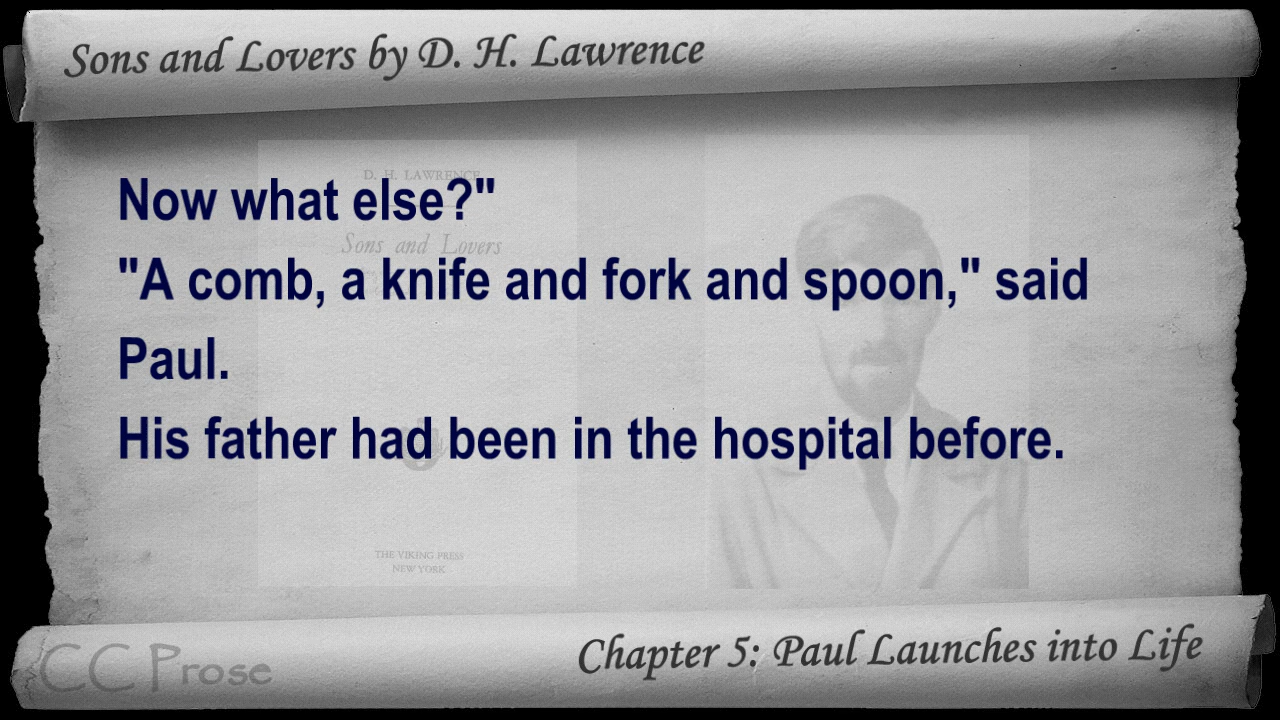 Sons and Lovers by D. H. Lawrence
D. H. LAWRENCE
Now what else?"
Sons and Lovers
"A comb, a knife and fork and spoon," said
Paul.
His father had been in the hospital before.
THE VIKING PRESS
NEW YORK
CC Prose
Chapter 5: Paul Launches into Life